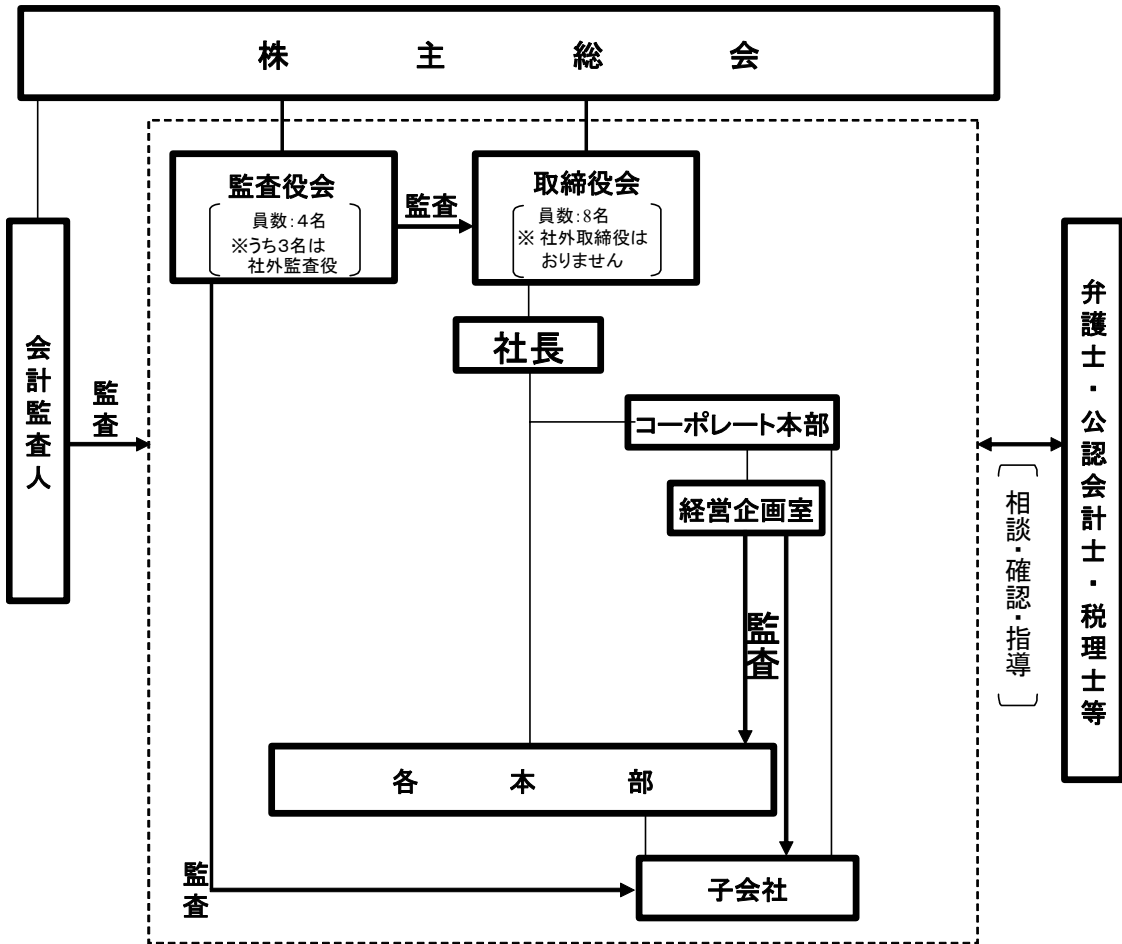 株主総会
監査役会
員数:4名
※うち3名は
社外監査役
監査
取締役会
員数:8名
※ 社外取締役は
おりません
社長
会計監査人
監査
コーポレート本部
経営企画室
監査
弁護士・公認会計士・税理士等
相談・確認・指導
各本部
監査
子会社